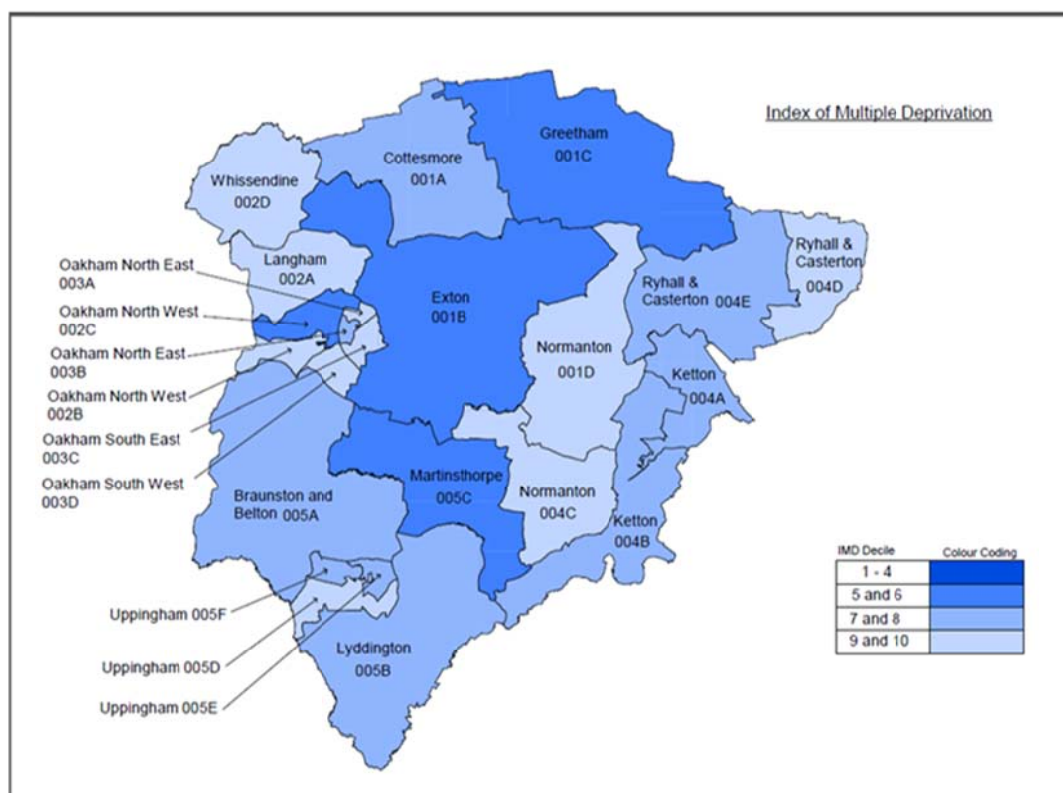 Index of Multiple Deprivation
Greetham
001C
Cottesmore
001A
Whissendine
002D
Ryhall &
Casterton
004D
Langham
002A
Oakham North East
003A
Ryhall &
Casterton 004E
Exton
001B
Oakham North West
002C
Oakham North East
003B
Normanton
001D
Ketton
004A
Oakham North West
002B
Oakham South East
003C
Oakham South West
003D
Martinsthorpe
005C
Braunston and
Belton 005A
Normanton
004C
Ketton
004B
IMD Decile Colour Coding
1 - 4
5 and 6
7 and 8
9 and 10
Uppingham 005F
Lyddington
005B
Uppingham 005D
Uppingham 005E